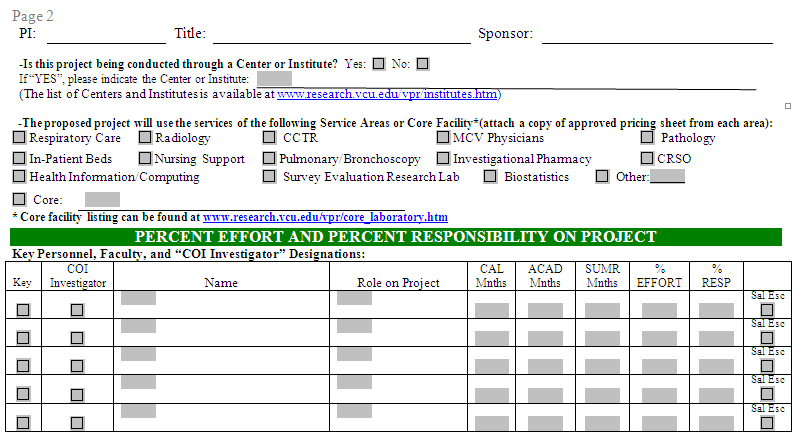 Page 2
PI: Title: Sponsor:
-Is this project being conducted through a Center or Institute? Yes: No:
If “YES”, please indicate the Center or Institute:
(The list of Centers and Institutes is available at www.research.vcu.edu/vpr/institutes.htm)
-The proposed project will use the services of the following Service Areas or Core Facility*(attach a copy of approved pricing sheet from each area):
Respiratory Care Radiology CCTR MCV Physicians Pathology
In-Patient Beds Nursing Support Pulmonary/Bronchoscopy Investigational Pharmacy CRSO
Health Information/Computing Survey Evaluation Research Lab Biostatistics Other:
Core:
* Core facility listing can be found at www.research.vcu.edu/vpr/core_laboratory.htm
PERCENT EFFORT AND PERCENT RESPONSIBILITY ON PROJECT
Key Personnel, Faculty, and “COI Investigator” Designations:
COI CAL ACAD SUMR % %
Key Investigator Name Role on Project Mnths Mnths Mnths EFFORT RESP
Sal Esc
Sal Esc
Sal Esc
Sal Esc
Sal Esc